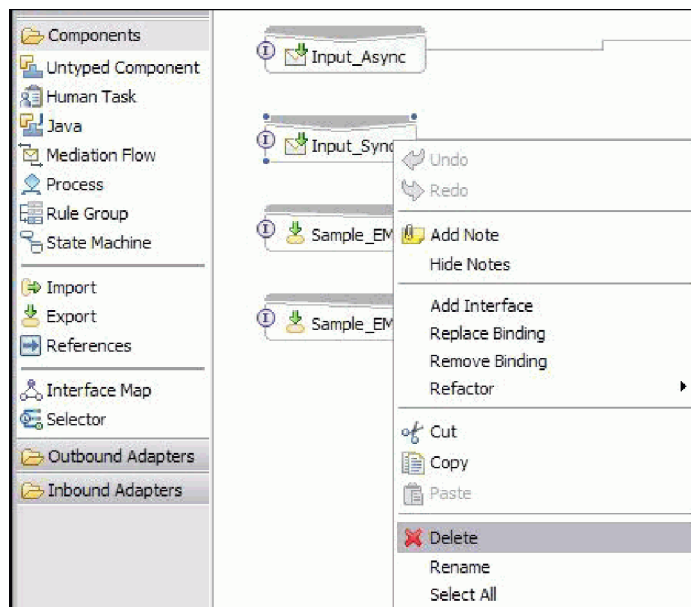 Components
Untyped Component
Human Task
Java
Mediation Flow
Process
Rule Group
State Machine
Import
Export
References
Interface Map
Selector
Outbound Adapters
Inbound Adapters
I Input_Async
I Input_Sync
I Sample_EM
I Sample_EM
Undo
Redo
Add Note
Hide Notes
Add Interface
Replace Binding
Remove Binding
Refactor
Cut
Copy
Paste
Delete
Rename
Select All